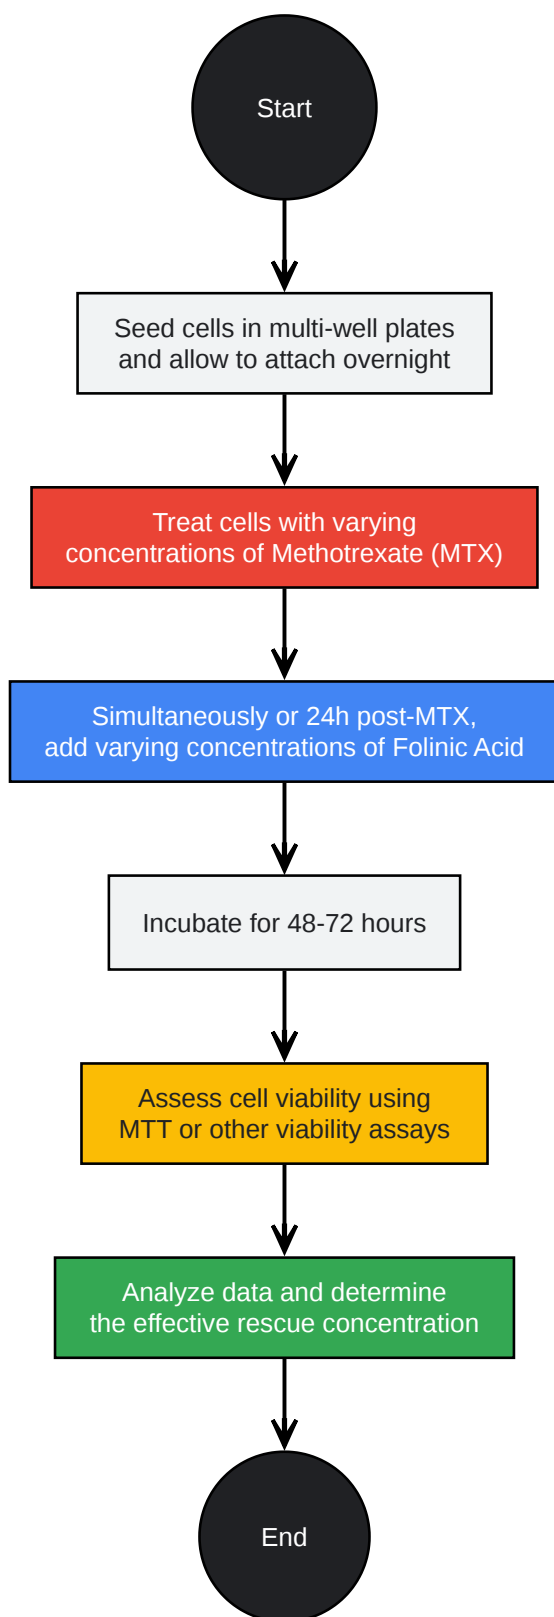 Start
Seed cells in multi-well plates
and allow to attach overnight
Treat cells with varying
concentrations of Methotrexate (MTX)
Simultaneously or 24h post-MTX,
add varying concentrations of Folinic Acid
Incubate for 48-72 hours
Assess cell viability using
MTT or other viability assays
Analyze data and determine
the effective rescue concentration
End